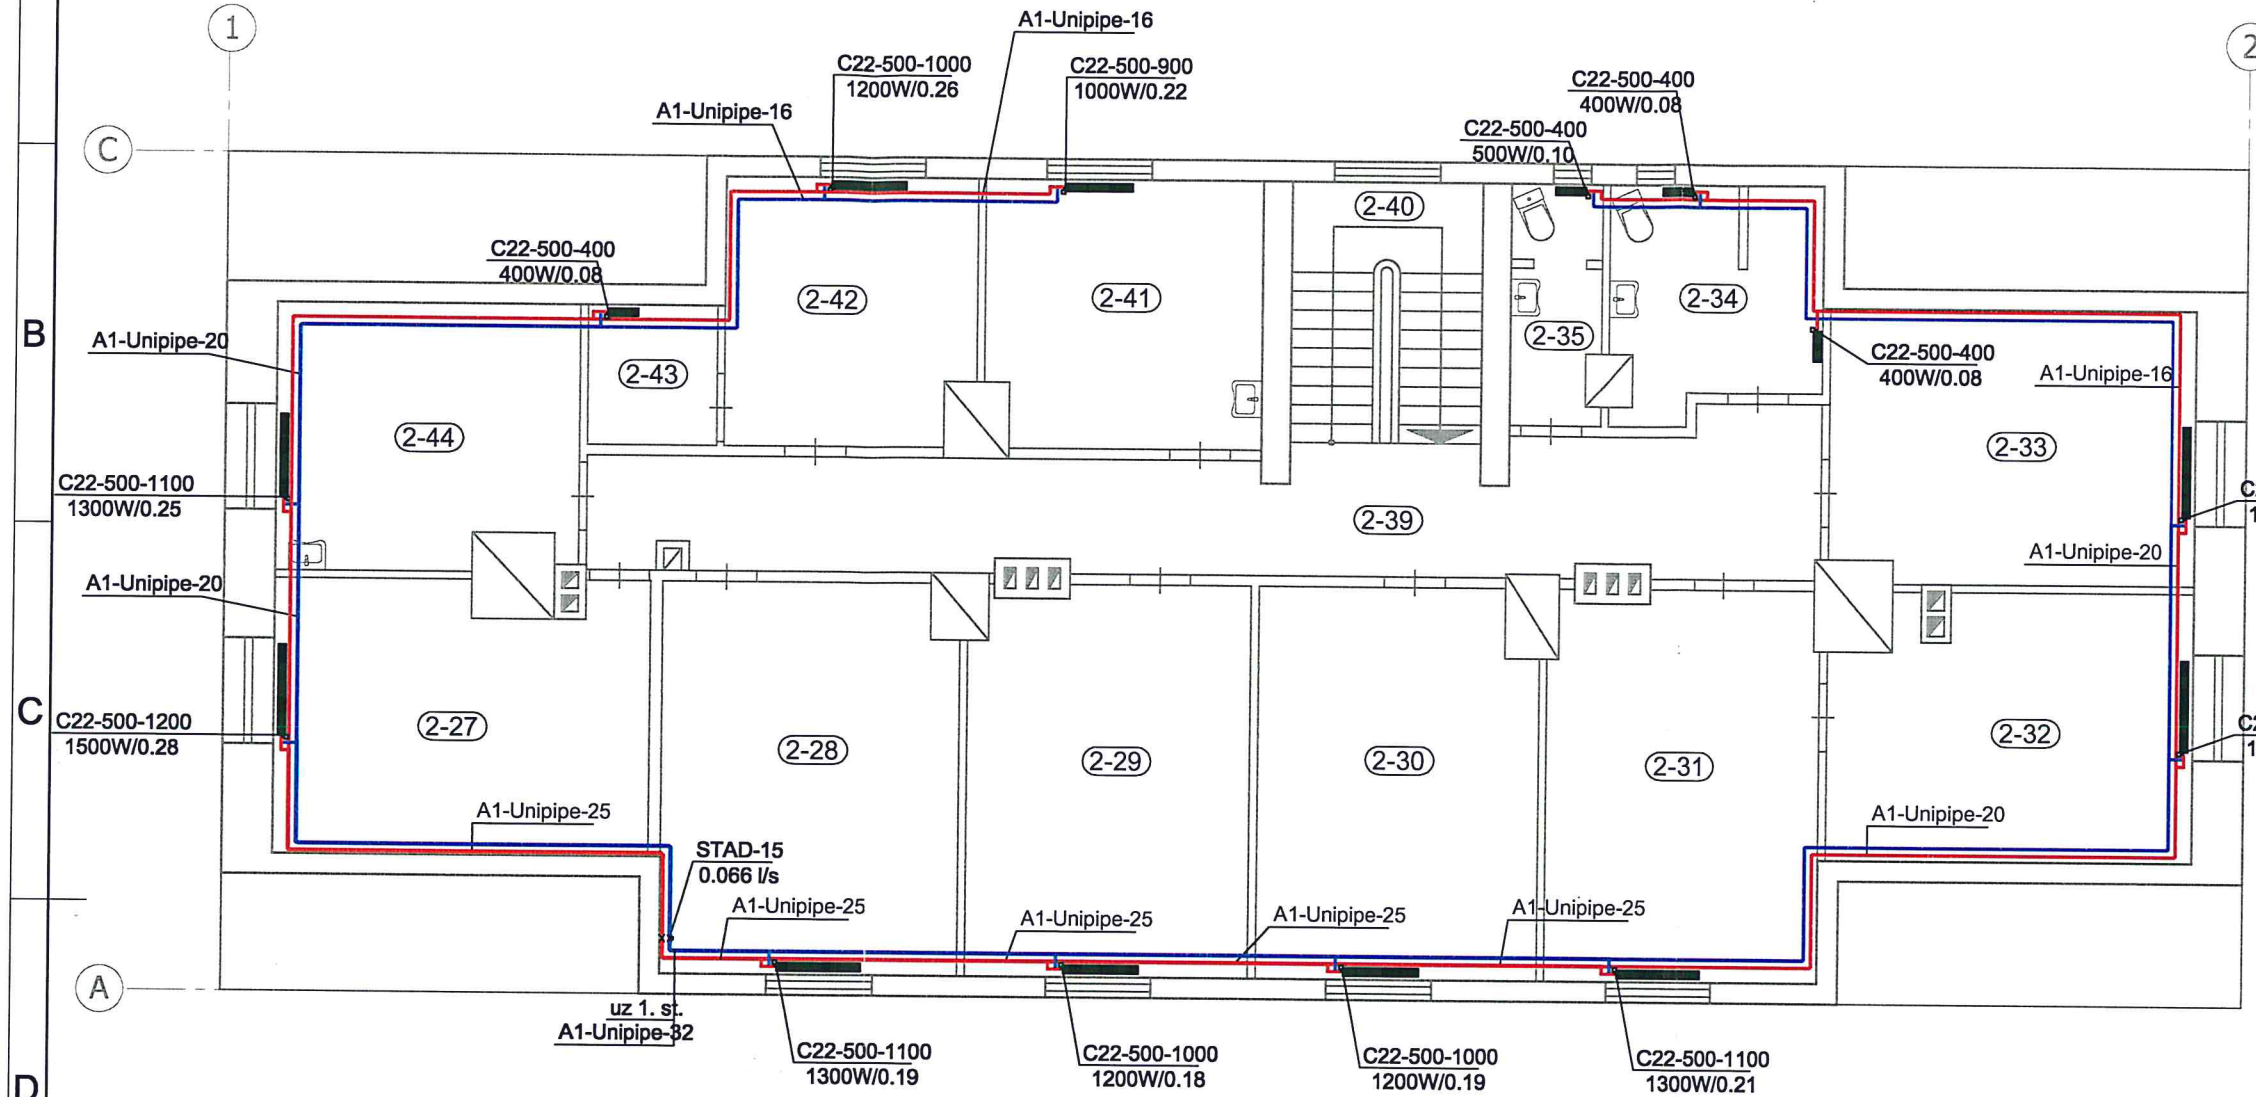 1
2
A1-Unipipe-16
C22-500-1000
1200W/0.26
C22-500-900
1000W/0.22
C22-500-400
400W/0.08
A1-Unipipe-16
C22-500-400
500W/0.10
C
2-40
C22-500-400
400W/0.08
2-42
2-41
2-34
B
A1-Unipipe-20
2-35
2-43
C22-500-400
400W/0.08
A1-Unipipe-16
2-44
2-33
C22-500-1100
1300W/0.25
2-39
A1-Unipipe-20
A1-Unipipe-20
C
C22-500-1200
1500W/0.28
2-27
2-28
2-29
2-30
2-31
2-32
A1-Unipipe-25
A1-Unipipe-20
STAD-15
0.066 l/s
A1-Unipipe-25
A1-Unipipe-25
A1-Unipipe-25
A1-Unipipe-25
A
uz 1. st.
A1-Unipipe-32
C22-500-1100
1300W/0.19
C22-500-1000
1200W/0.18
C22-500-1000
1200W/0.19
C22-500-1100
1300W/0.21
D